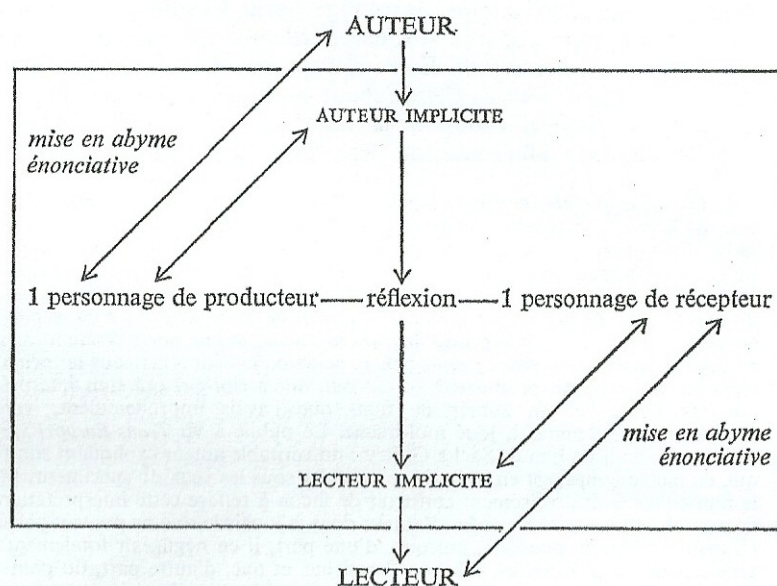 AUTEUR
AUTEUR IMPLICITE
mise en abyme
énonciative
1 personnage de producteur — réflexion — 1 personnage de récepteur
mise en abyme
énonciative
LECTEUR IMPLICITE
LECTEUR